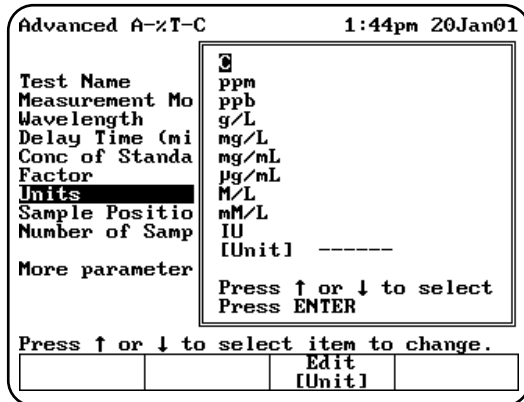 Advanced A-%T-C 1:44pm 20Jan01
Test Name
Measurement Mo
Wavelength
Delay Time (mi
Conc of Standa
Factor
Units
Sample Positio
Number of Samp
More parameter
C
ppm
ppb
g/L
mg/L
mg/mL
µg/mL
M/L
mM/L
IU
[Unit] ------
Press ↑ or ↓ to select
Press ENTER
Press ↑ or ↓ to select item to change.
Edit
[Unit]